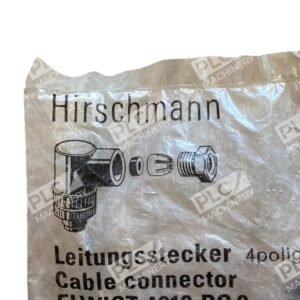 Hirschmann
Leitungsstecker 4polig
Cable connector